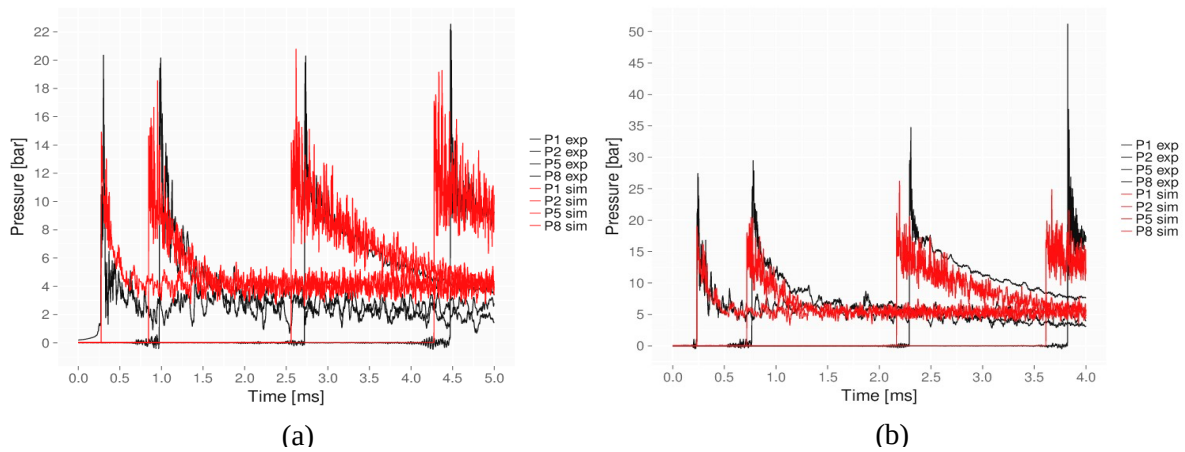 22
20
18
16
14
12
10
8
6
4
2
0
Pressure [bar]
0.0 0.5 1.0 1.5 2.0 2.5 3.0 3.5 4.0 4.5 5.0
Time [ms]
P1 exp
P2 exp
P5 exp
P8 exp
P1 sim
P2 sim
P5 sim
P8 sim
(a)
50
45
40
35
30
25
20
15
10
5
0
Pressure [bar]
0.0 0.5 1.0 1.5 2.0 2.5 3.0 3.5 4.0
Time [ms]
P1 exp
P2 exp
P5 exp
P8 exp
P1 sim
P2 sim
P5 sim
P8 sim
(b)